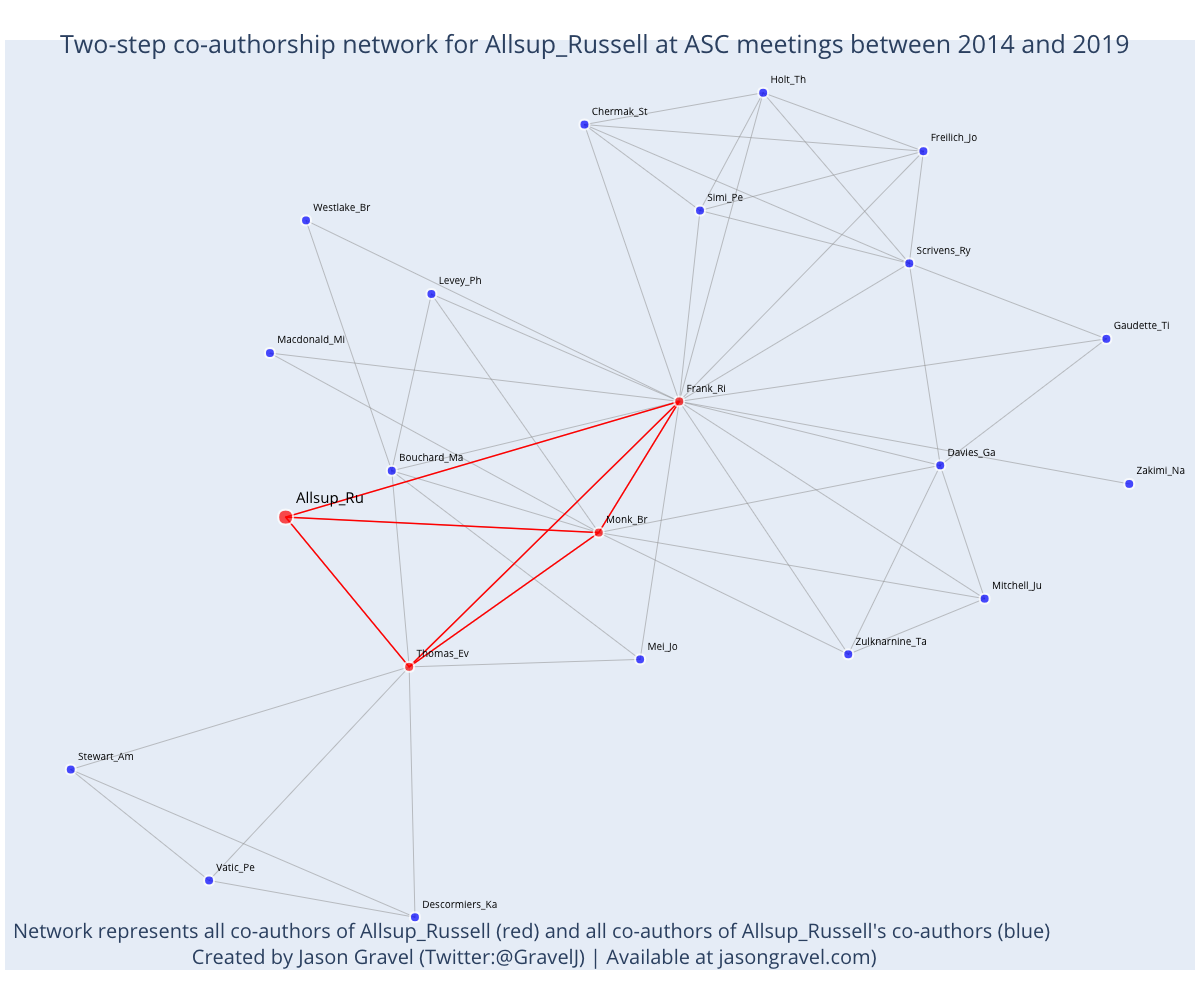 Two-step co-authorship network for Allsup_Russell at ASC meetings between 2014 and 2019
Holt_Th
Chermak_St
Freilich_Jo
Simi_Pe
Westlake_Br
Scrivens_Ry
Levey_Ph
Gaudette_Ti
Macdonald_Mi
Frank_Ri
Davies_Ga
Bouchard_Ma
Zakimi_Na
Allsup_Ru
Monk_Br
Mitchell_Ju
Zulknarnine_Ta
Mei_Jo
Thomas_Ev
Stewart_Am
Vatic_Pe
Descormiers_Ka
Network represents all co-authors of Allsup_Russell (red) and all co-authors of Allsup_Russell's co-authors (blue)
Created by Jason Gravel (Twitter:@GravelJ) | Available at jasongravel.com)